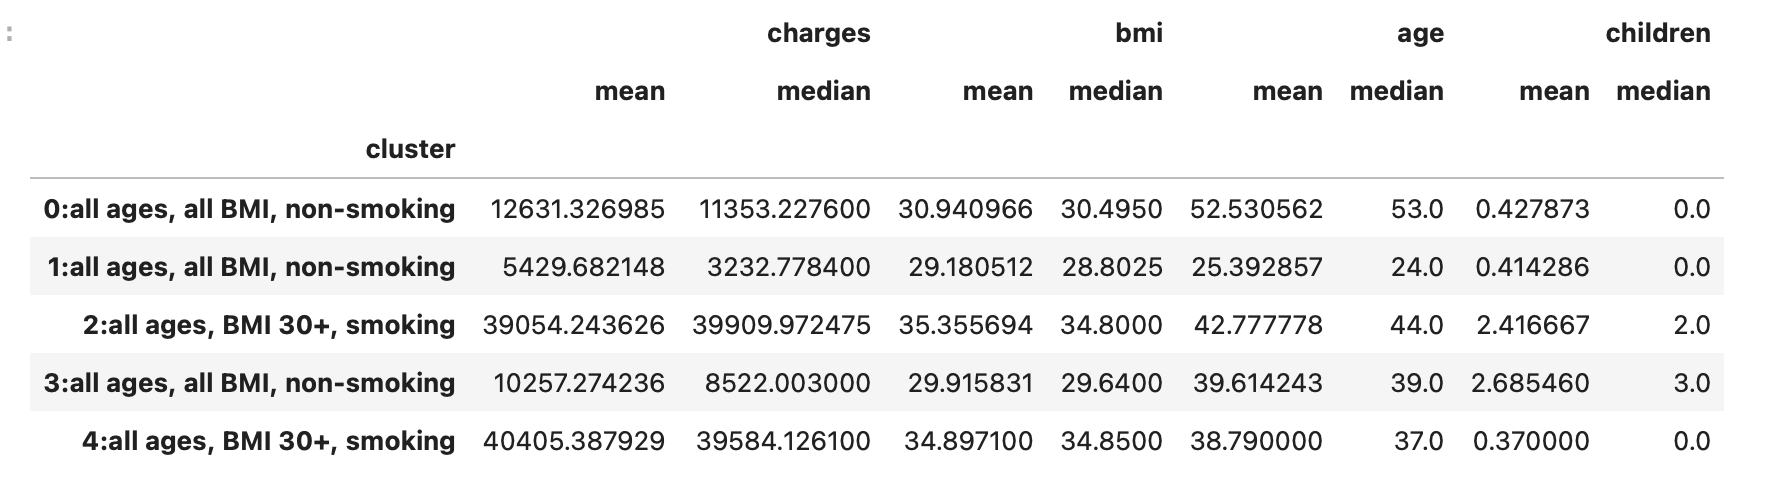 :
charges bmi age children
mean median mean median mean median mean median
cluster
0:all ages, all BMI, non-smoking 12631.326985 11353.227600 30.940966 30.4950 52.530562 53.0 0.427873 0.0
1:all ages, all BMI, non-smoking 5429.682148 3232.778400 29.180512 28.8025 25.392857 24.0 0.414286 0.0
2:all ages, BMI 30+, smoking 39054.243626 39909.972475 35.355694 34.8000 42.777778 44.0 2.416667 2.0
3:all ages, all BMI, non-smoking 10257.274236 8522.003000 29.915831 29.6400 39.614243 39.0 2.685460 3.0
4:all ages, BMI 30+, smoking 40405.387929 39584.126100 34.897100 34.8500 38.790000 37.0 0.370000 0.0